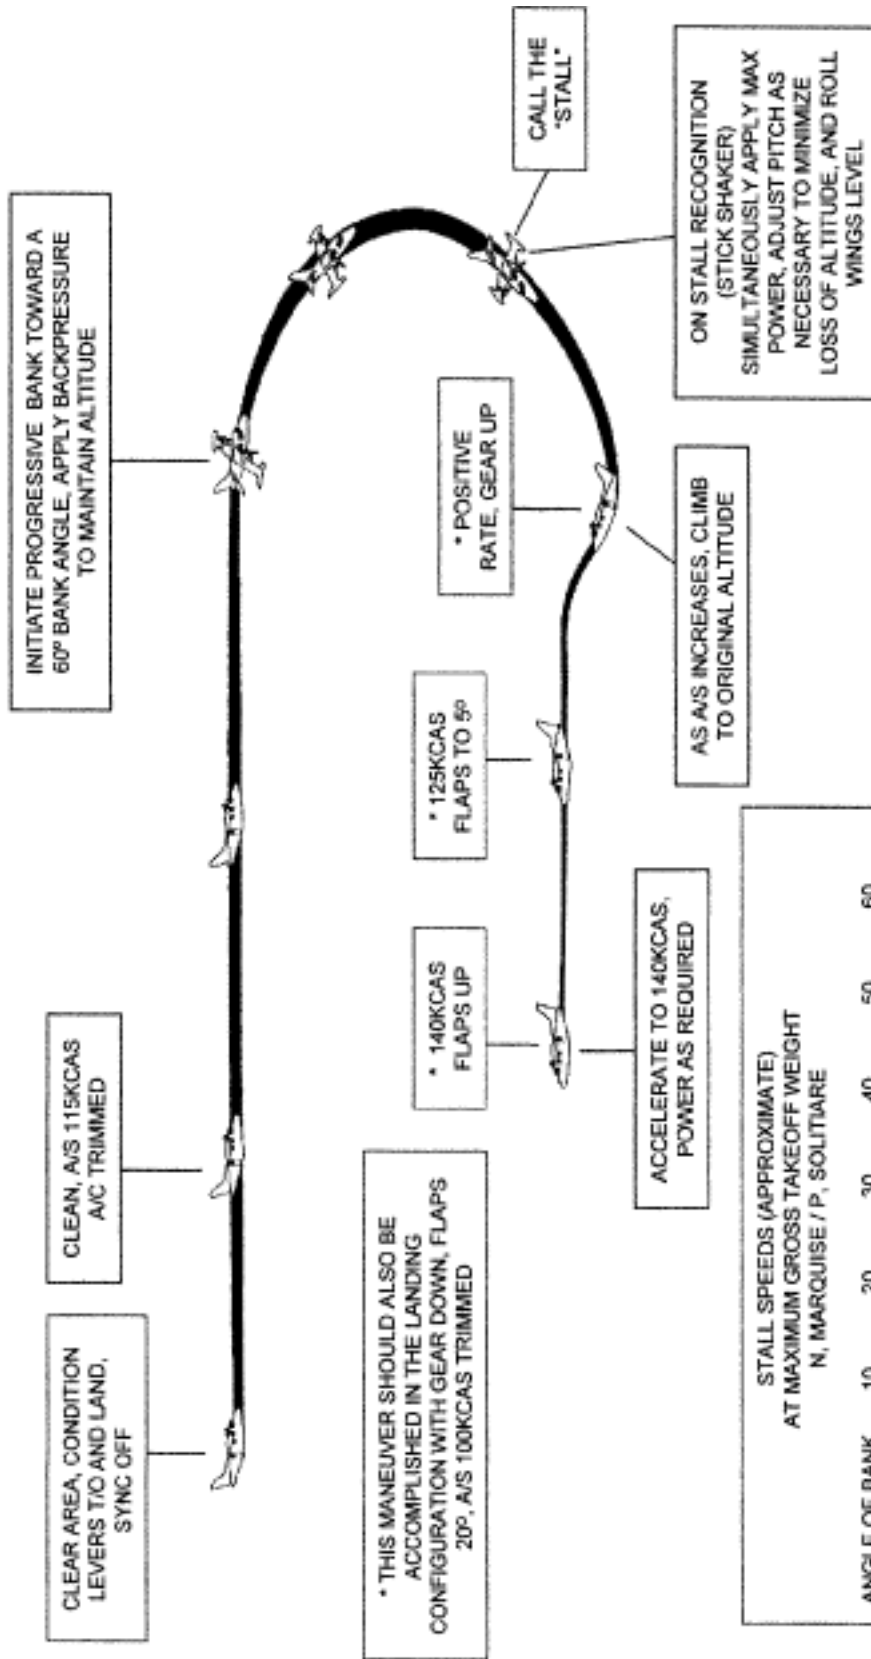 CLEAR AREA, CONDITION
LEVERS T/O AND LAND,
SYNC OFF
CLEAN, A/S 115KCAS
A/C TRIMMED
INITIATE PROGRESSIVE BANK TOWARD A
60º BANK ANGLE, APPLY BACKPRESSURE
TO MAINTAIN ALTITUDE
CALL THE
"STALL"
ON STALL RECOGNITION
(STICK SHAKER)
SIMULTANEOUSLY APPLY MAX
POWER, ADJUST PITCH AS
NECESSARY TO MINIMIZE
LOSS OF ALTITUDE, AND ROLL
WINGS LEVEL
* POSITIVE
RATE, GEAR UP
AS A/S INCREASES, CLIMB
TO ORIGINAL ALTITUDE
* 125KCAS
FLAPS TO 5º
* 140KCAS
FLAPS UP
ACCELERATE TO 140KCAS,
POWER AS REQUIRED
* THIS MANEUVER SHOULD ALSO BE
ACCOMPLISHED IN THE LANDING
CONFIGURATION WITH GEAR DOWN, FLAPS
20º, A/S 100KCAS TRIMMED
STALL SPEEDS (APPROXIMATE)
AT MAXIMUM GROSS TAKEOFF WEIGHT
N, MARQUISE / P, SOLITIARE
ANGLE OF BANK 10 20 30 40 50 60